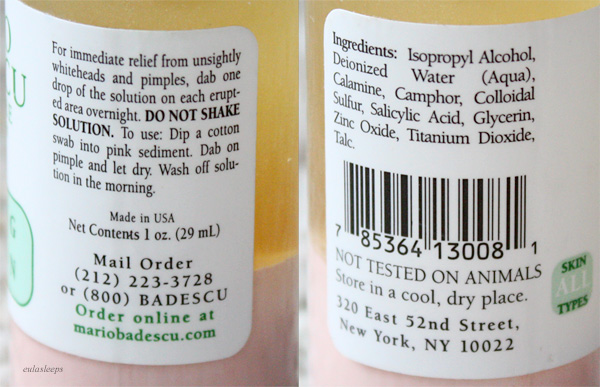 O
CU
E
For immediate relief from unsightly
whiteheads and pimples, dab one
drop of the solution on each erupt-
ed area overnight. DO NOT SHAKE
SOLUTION. To use: Dip a cotton
swab into pink sediment. Dab on
pimple and let dry. Wash off solu-
tion in the morning.
Made in USA
Net Contents 1 oz. (29 mL)
Mail Order
(212) 223-3728
or (800) BADESCU
Order online at
mariobadescu.com
G
N
eulasleeps
Ingredients: Isopropyl Alcohol,
Deionized Water (Aqua),
Calamine, Camphor, Colloidal
Sulfur, Salicylic Acid, Glycerin,
Zinc Oxide, Titanium Dioxide,
Talc.
7 85364 13008 1
NOT TESTED ON ANIMALS
Store in a cool, dry place.
320 East 52nd Street,
New York, NY 10022
SKIN
ALL
TYPES